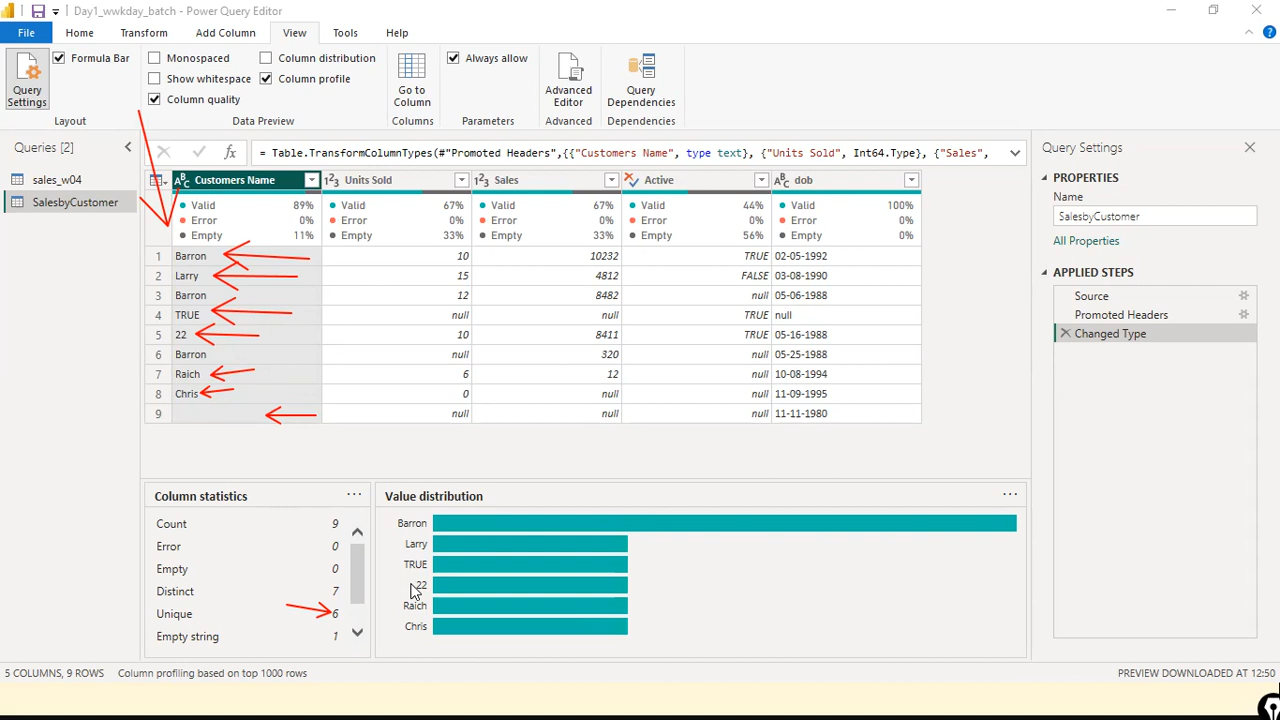 Day1_wwkday_batch - Power Query Editor
File Home Transform Add Column View Tools Help
Query Settings
Formula Bar
Layout
Monospaced
Show whitespace
Column quality
Column distribution
Column profile
Data Preview
Go to Column
Columns
Always allow
Parameters
Advanced Editor
Advanced
Query Dependencies
Dependencies
Queries [2]
sales_w04
SalesbyCustomer
fx = Table.TransformColumnTypes(#"Promoted Headers",{{"Customers Name", type text}, {"Units Sold" Int64.Type}, {"Sales",
ABC Customers Name 123 Units Sold 123 Sales Active ABC dob
Valid 89% Valid 67% Valid 67% Valid 44% Valid 100%
Error 0% Error 0% Error 0% Error 0% Error 0%
Empty 11% Empty 33% Empty 33% Empty 56% Empty 0%
1 Barron 10 10232 TRUE 02-05-1992
2 Larry 15 4812 FALSE 03-08-1990
3 Barron 12 8482 null 05-06-1988
4 TRUE null null TRUE null
5 22 10 8411 TRUE 05-16-1988
6 Barron null 320 null 05-25-1988
7 Raich 6 12 null 10-08-1994
8 Chris 0 null null 11-09-1995
9 null null null 11-11-1980
Column statistics
Count 9
Error 0
Empty 0
Distinct 7
Unique 6
Empty string 1
Value distribution
Barron
Larry
TRUE
22
Raich
Chris
Query Settings
PROPERTIES
Name
SalesbyCustomer
All Properties
APPLIED STEPS
Source
Promoted Headers
Changed Type
5 COLUMNS, 9 ROWS Column profiling based on top 1000 rows PREVIEW DOWNLOADED AT 12:50